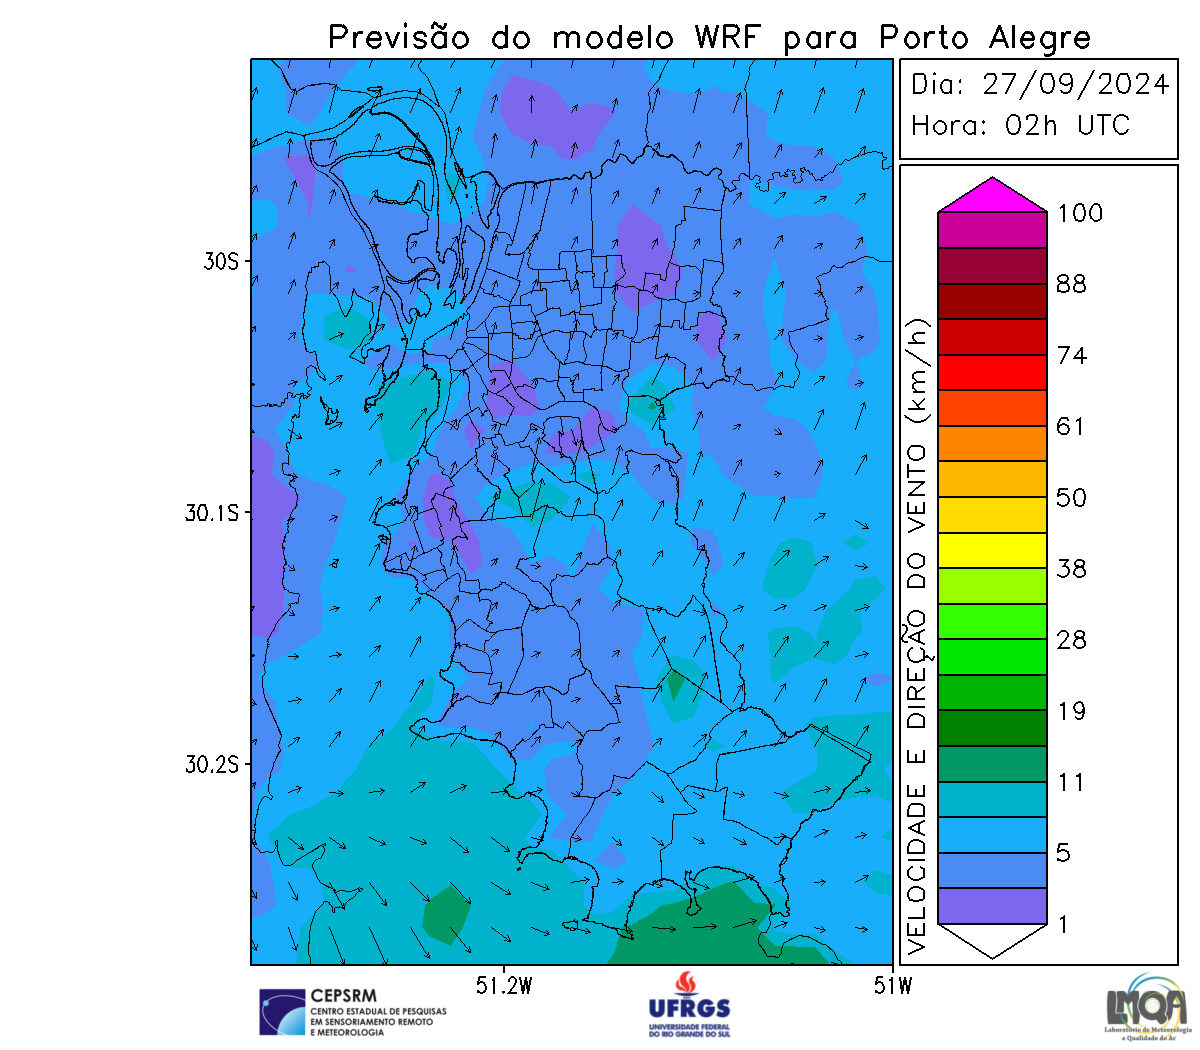 Previsão do modelo WRF para Porto Alegre
Dia: 27/09/2024
Hora: 02h UTC
30S
30.1S
30.2S
51.2W
51W
VELOCIDADE E DIREÇÃO DO VENTO (km/h)
100
88
74
61
50
38
28
19
11
5
1
CEPSRM
CENTRO ESTADUAL DE PESQUISAS
EM SENSORIAMENTO REMOTO
E METEOROLOGIA
UFRGS
UNIVERSIDADE FEDERAL
DO RIO GRANDE DO SUL
LMQA
Laboratório de Meteorologia
e Qualidade do Ar